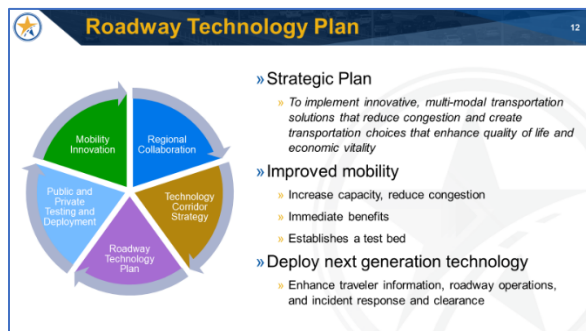 Roadway Technology Plan
12
Mobility
Innovation
Regional
Collaboration
Public and
Private
Testing and
Deployment
Technology
Corridor
Strategy
Roadway
Technology
Plan
» Strategic Plan
» To implement innovative, multi-modal transportation
solutions that reduce congestion and create
transportation choices that enhance quality of life and
economic vitality
» Improved mobility
» Increase capacity, reduce congestion
» Immediate benefits
» Establishes a test bed
» Deploy next generation technology
» Enhance traveler information, roadway operations,
and incident response and clearance